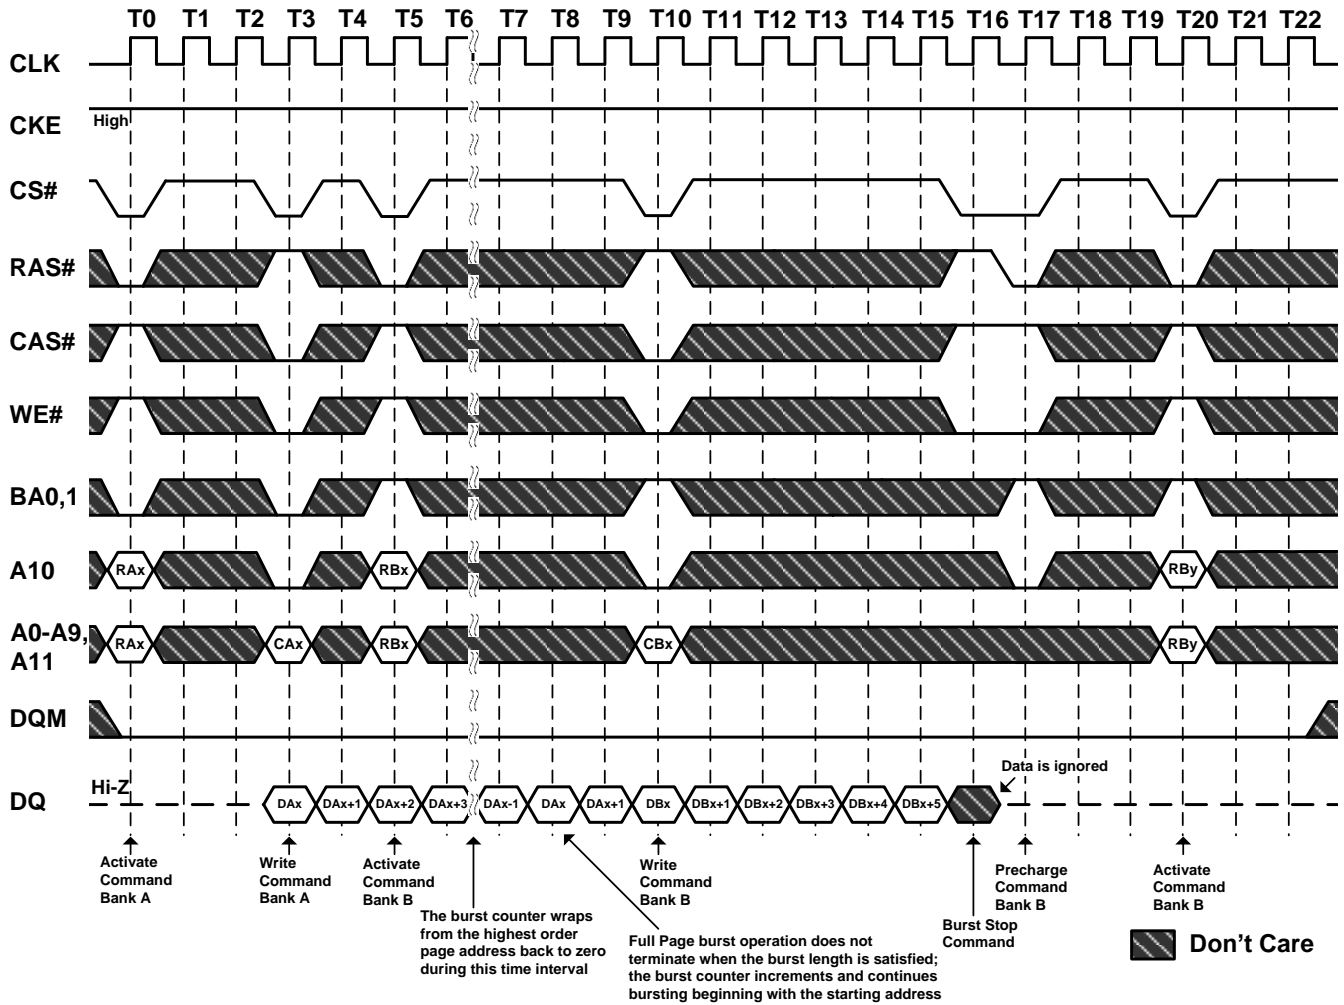 T0 T1 T2 T3 T4 T5 T6 T7 T8 T9 T10 T11 T12 T13 T14 T15 T16 T17 T18 T19 T20 T21 T22
CLK
CKE High
CS#
RAS#
CAS#
WE#
BA0,1
A10 RAx RBx RBy
A0-A9,
A11 RAx CAx RBx CBx RBy
DQM
Data is ignored
DQ Hi-Z DAx DAx+1 DAx+2 DAx+3 DAx-1 DAx DAx+1 DBx DBx+1 DBx+2 DBx+3 DBx+4 DBx+5
Activate
Command
Bank A
Write
Command
Bank A
Activate
Command
Bank B
The burst counter wraps
from the highest order
page address back to zero
during this time interval
Full Page burst operation does not
terminate when the burst length is satisfied;
the burst counter increments and continues
bursting beginning with the starting address
Write
Command
Bank B
Burst Stop
Command
Precharge
Command
Bank B
Activate
Command
Bank B
Don't Care